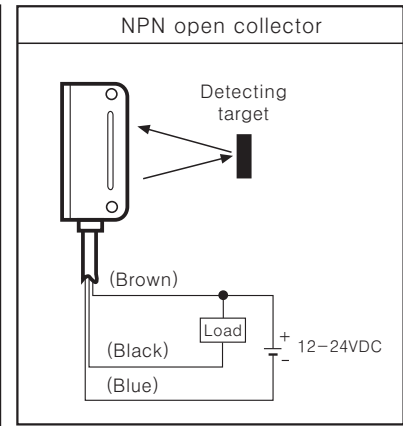 NPN open collector
Detecting
target
(Brown)
Load
(Black)
+
12−24VDC
−
(Blue)